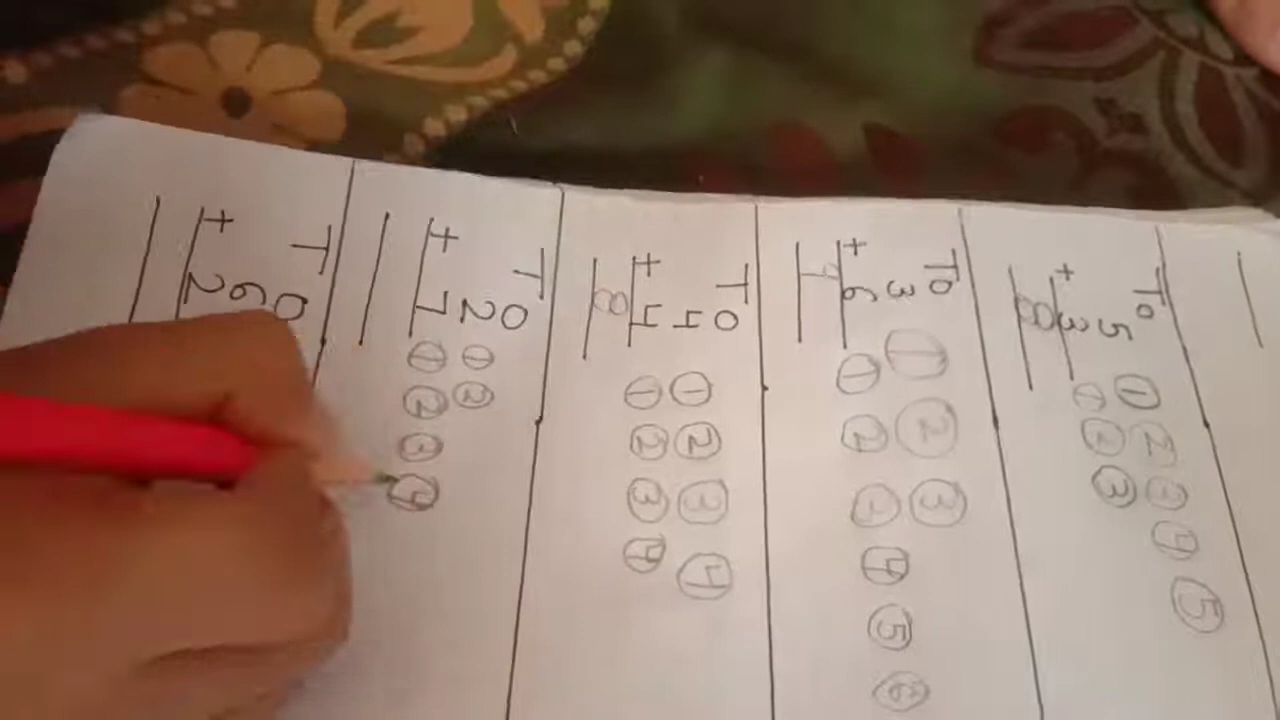 T O
5 ① ② ③ ④ ⑤
+ 3 ① ② ③
8
T O
3 ① ② ③
+ 6 ① ② ③ ④ ⑤ ⑥
9
T O
4 ① ② ③ ④
+ 4 ① ② ③ ④
8
T O
2 ① ②
+ 7 ① ② ③ ④
T O
6
+ 2